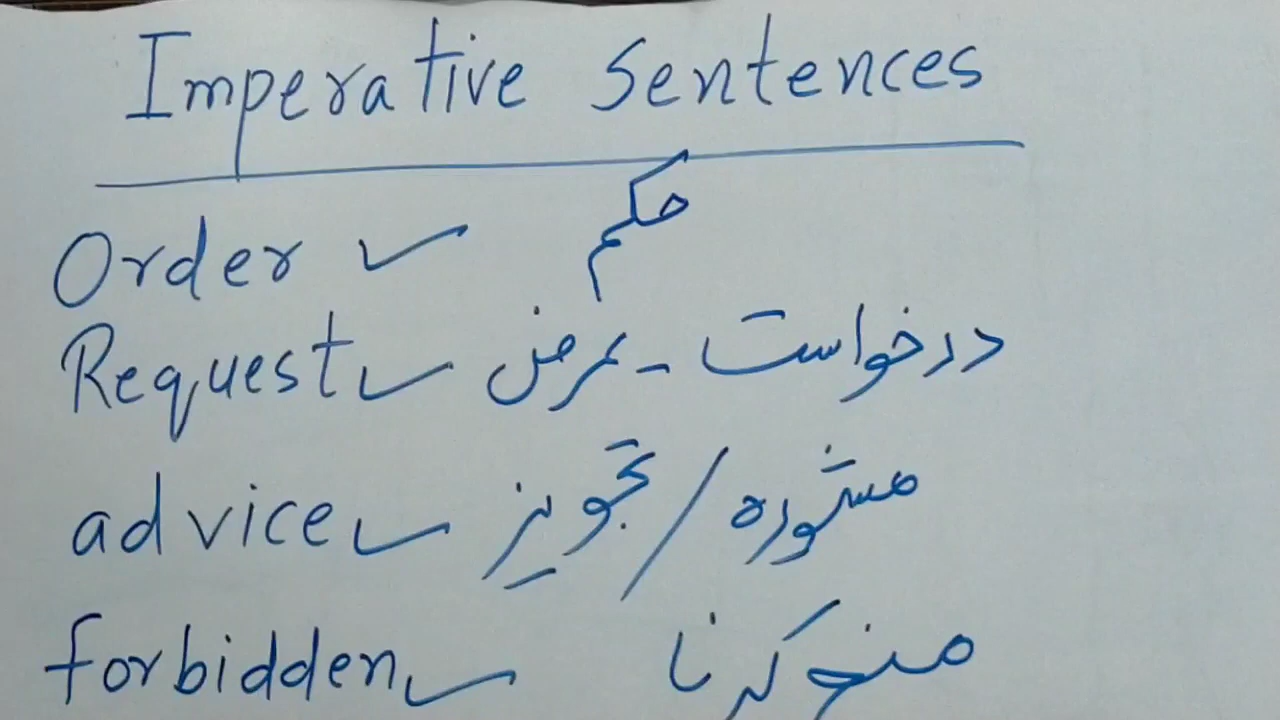 Imperative Sentences
Order ✓ حکم
Request ✓ درخواست - عرض
advice ✓ مشورہ / تجویز
forbidden ✓ منع کرنا